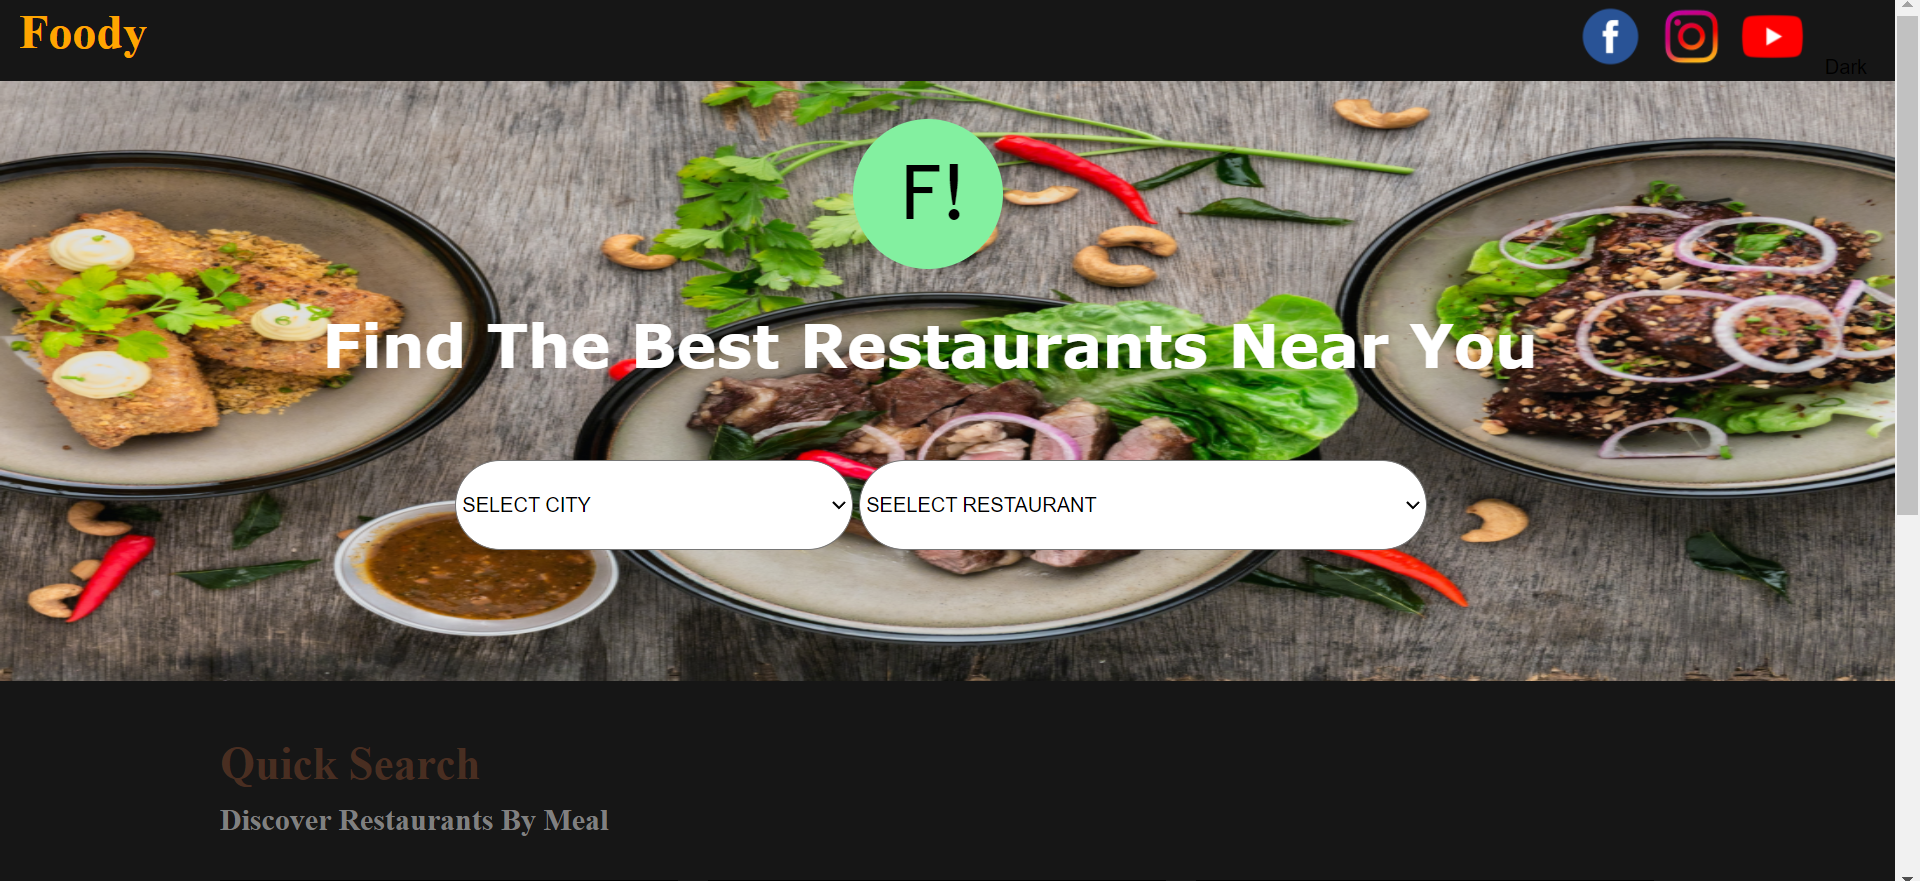 Foody
Dark
F!
Find The Best Restaurants Near You
SELECT CITY
SEELECT RESTAURANT
Quick Search
Discover Restaurants By Meal